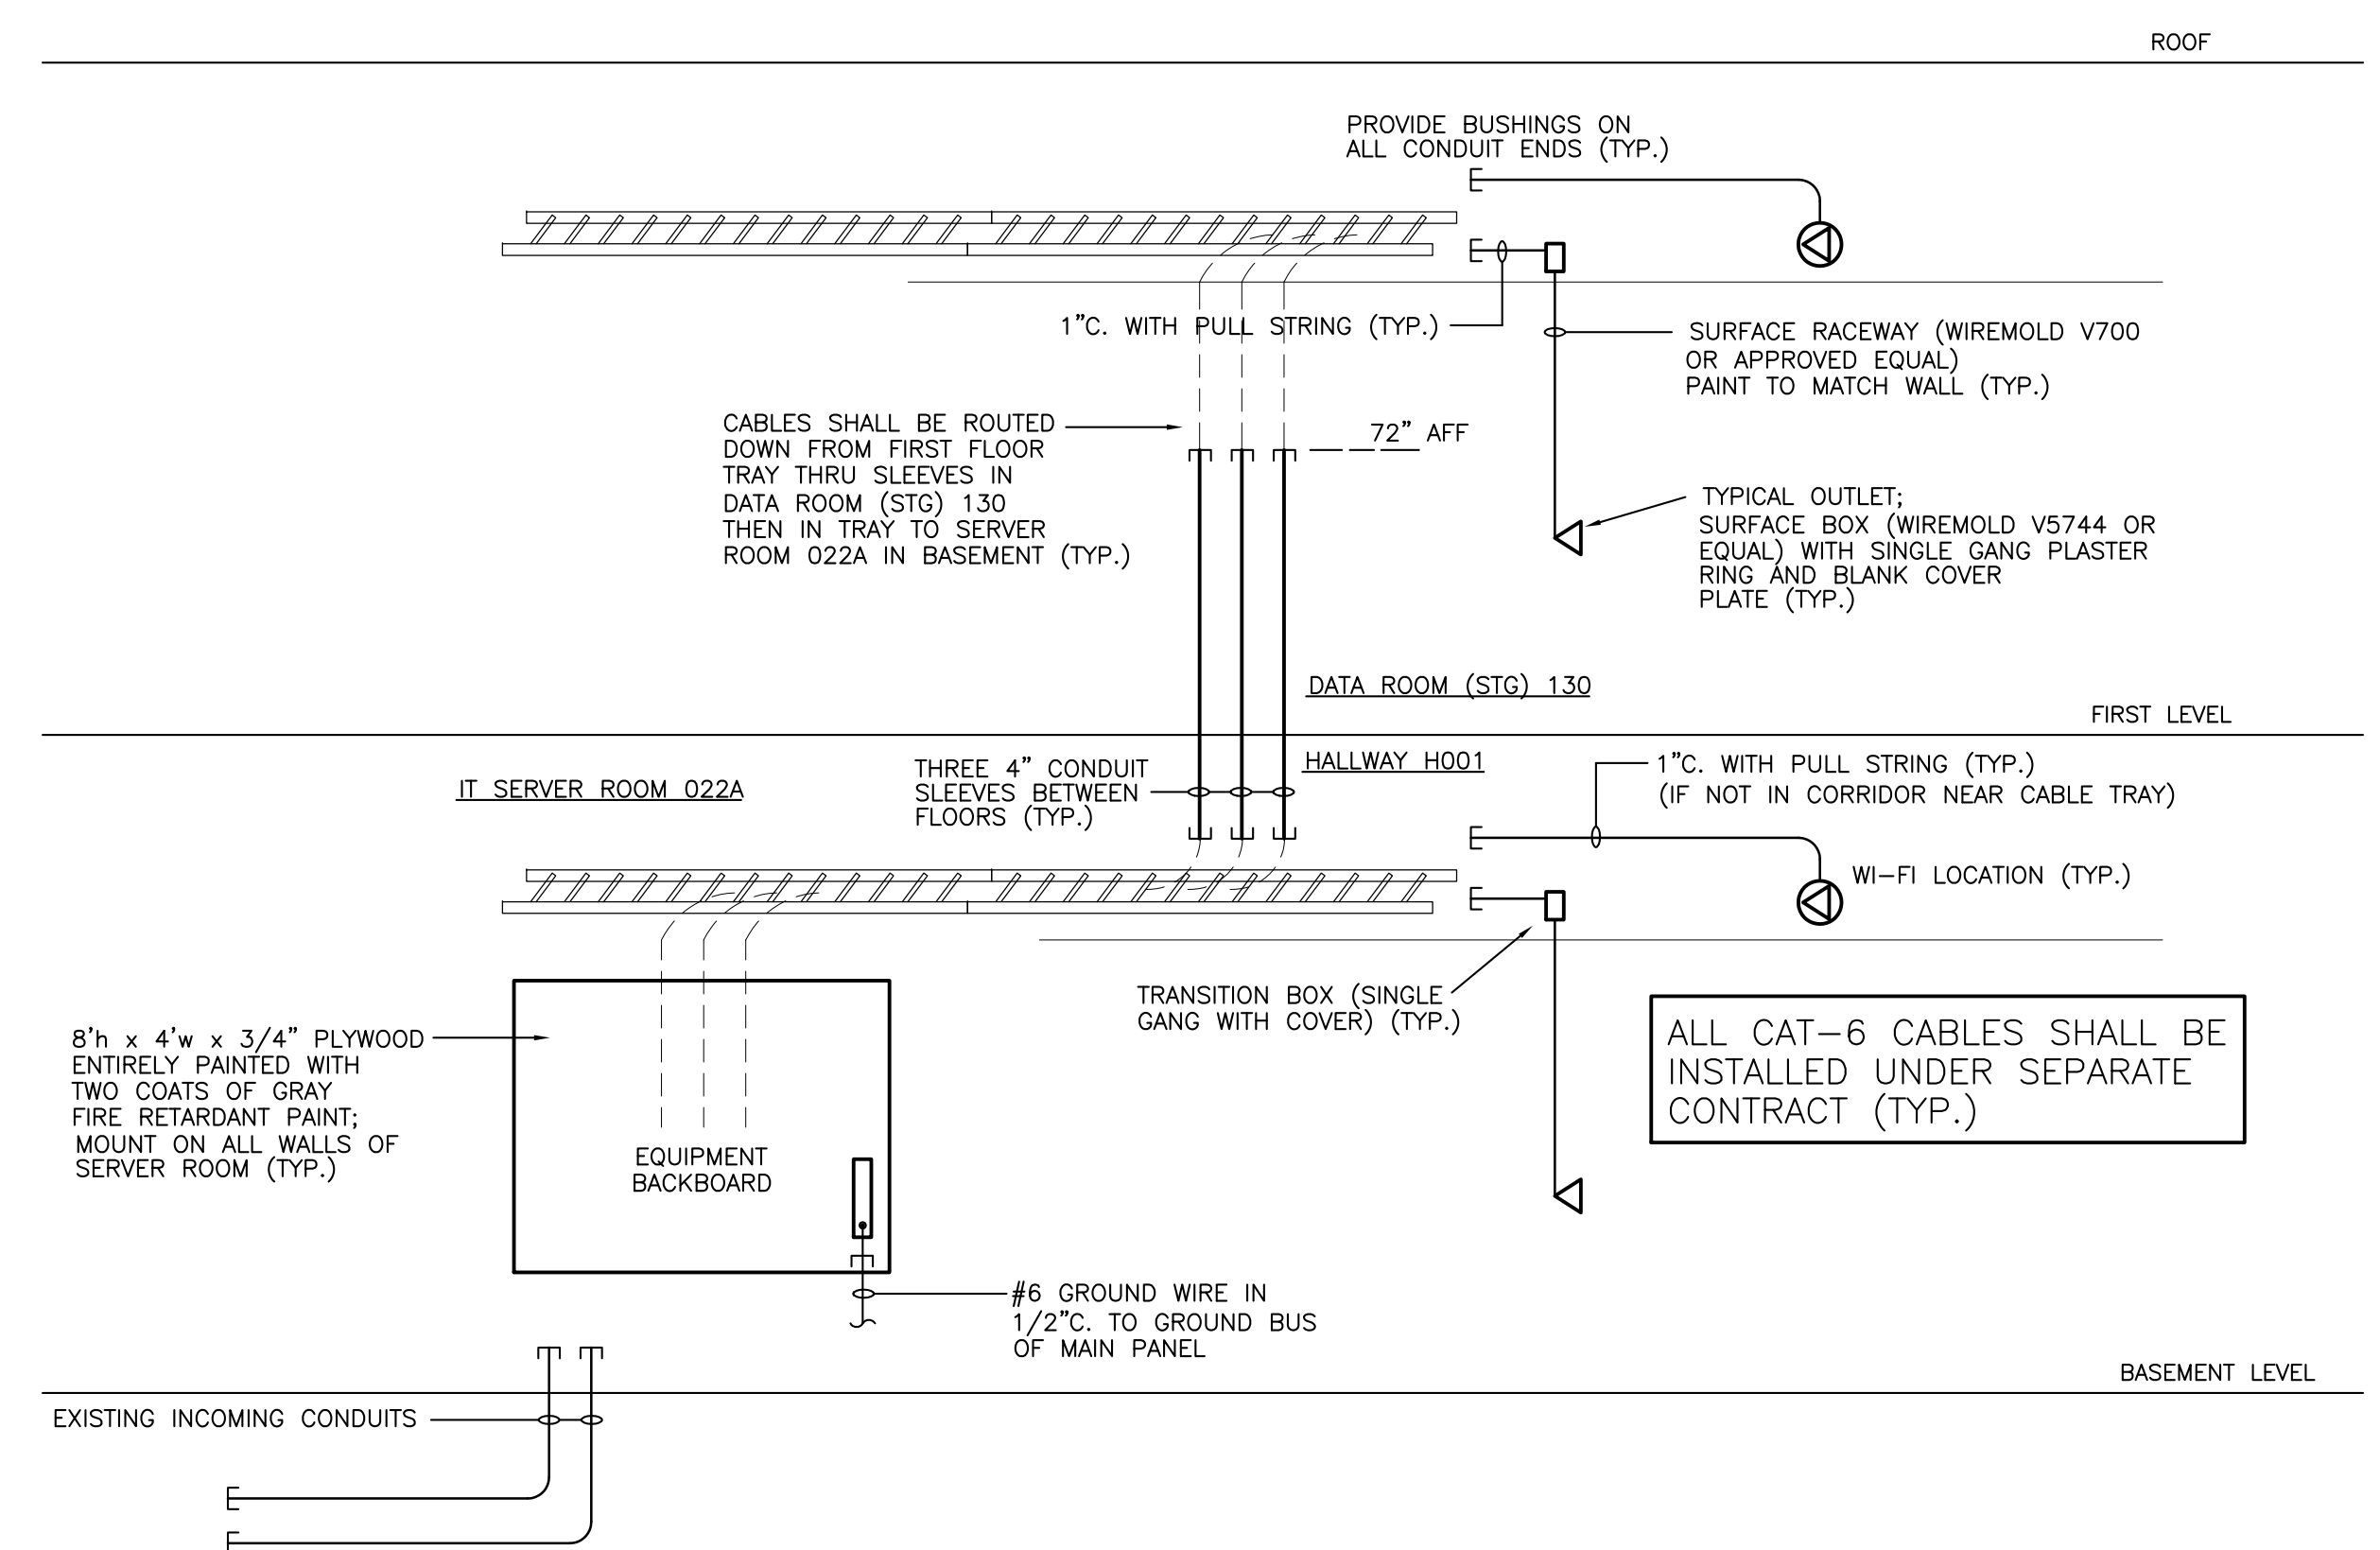 ROOF
PROVIDE BUSHINGS ON
ALL CONDUIT ENDS (TYP.)
1"C. WITH PULL STRING (TYP.)
SURFACE RACEWAY (WIREMOLD V700
OR APPROVED EQUAL)
PAINT TO MATCH WALL (TYP.)
CABLES SHALL BE ROUTED
DOWN FROM FIRST FLOOR
TRAY THRU SLEEVES IN
DATA ROOM (STG) 130
THEN IN TRAY TO SERVER
ROOM 022A IN BASEMENT (TYP.)
72" AFF
TYPICAL OUTLET;
SURFACE BOX (WIREMOLD V5744 OR
EQUAL) WITH SINGLE GANG PLASTER
RING AND BLANK COVER
PLATE (TYP.)
DATA ROOM (STG) 130
FIRST LEVEL
IT SERVER ROOM 022A
THREE 4" CONDUIT
SLEEVES BETWEEN
FLOORS (TYP.)
HALLWAY H001
1"C. WITH PULL STRING (TYP.)
(IF NOT IN CORRIDOR NEAR CABLE TRAY)
WI-FI LOCATION (TYP.)
TRANSITION BOX (SINGLE
GANG WITH COVER) (TYP.)
ALL CAT-6 CABLES SHALL BE
INSTALLED UNDER SEPARATE
CONTRACT (TYP.)
8'h x 4'w x 3/4" PLYWOOD
ENTIRELY PAINTED WITH
TWO COATS OF GRAY
FIRE RETARDANT PAINT;
MOUNT ON ALL WALLS OF
SERVER ROOM (TYP.)
EQUIPMENT
BACKBOARD
#6 GROUND WIRE IN
1/2"C. TO GROUND BUS
OF MAIN PANEL
BASEMENT LEVEL
EXISTING INCOMING CONDUITS